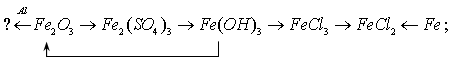 ? ←Al Fe₂O₃ → Fe₂(SO₄)₃ → Fe(OH)₃ → FeCl₃ → FeCl₂ ← Fe ;